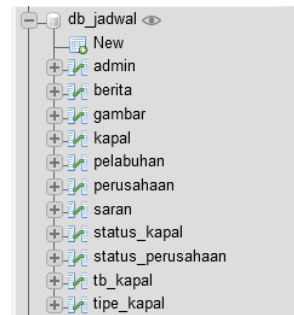 db_jadwal
New
admin
berita
gambar
kapal
pelabuhan
perusahaan
saran
status_kapal
status_perusahaan
tb_kapal
tipe_kapal